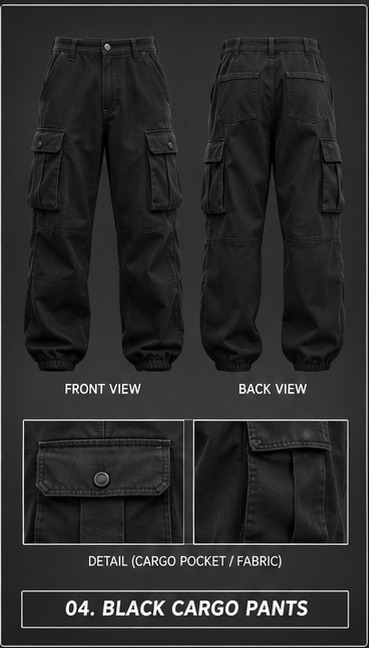 FRONT VIEW
BACK VIEW
DETAIL (CARGO POCKET / FABRIC)
04. BLACK CARGO PANTS